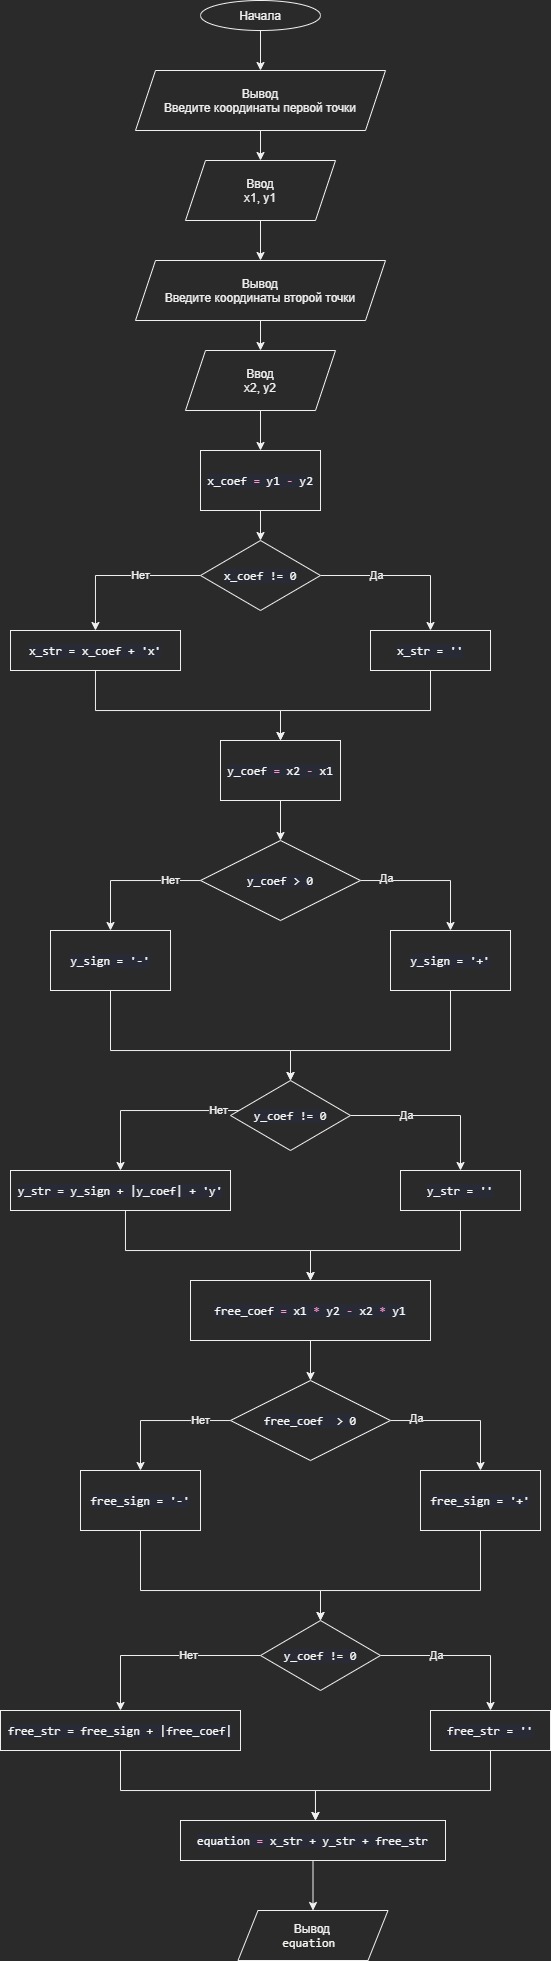 Начала
Вывод
Введите координаты первой точки
Ввод
x1, y1
Вывод
Введите координаты второй точки
Ввод
x2, y2
x_coef = y1 - y2
x_coef != 0
Нет
Да
x_str = x_coef + 'x'
x_str = ''
y_coef = x2 - x1
y_coef > 0
Нет
Да
y_sign = '-'
y_sign = '+'
y_coef != 0
Нет
Да
y_str = y_sign + |y_coef| + 'y'
y_str = ''
free_coef = x1 * y2 - x2 * y1
free_coef  > 0
Нет
Да
free_sign = '-'
free_sign = '+'
y_coef != 0
Нет
Да
free_str = free_sign + |free_coef|
free_str = ''
equation = x_str + y_str + free_str
Вывод
equation